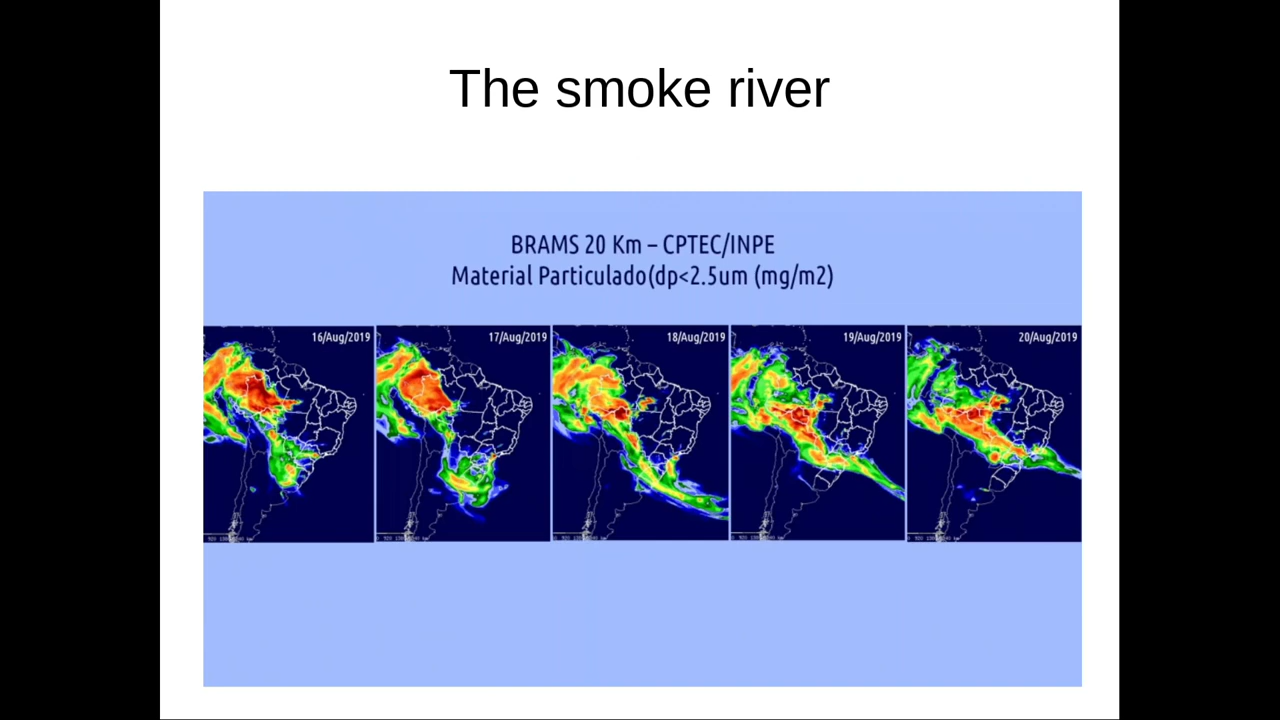 The smoke river
BRAMS 20 Km – CPTEC/INPE
Material Particulado(dp<2.5um (mg/m2)
16/Aug/2019
17/Aug/2019
18/Aug/2019
19/Aug/2019
20/Aug/2019